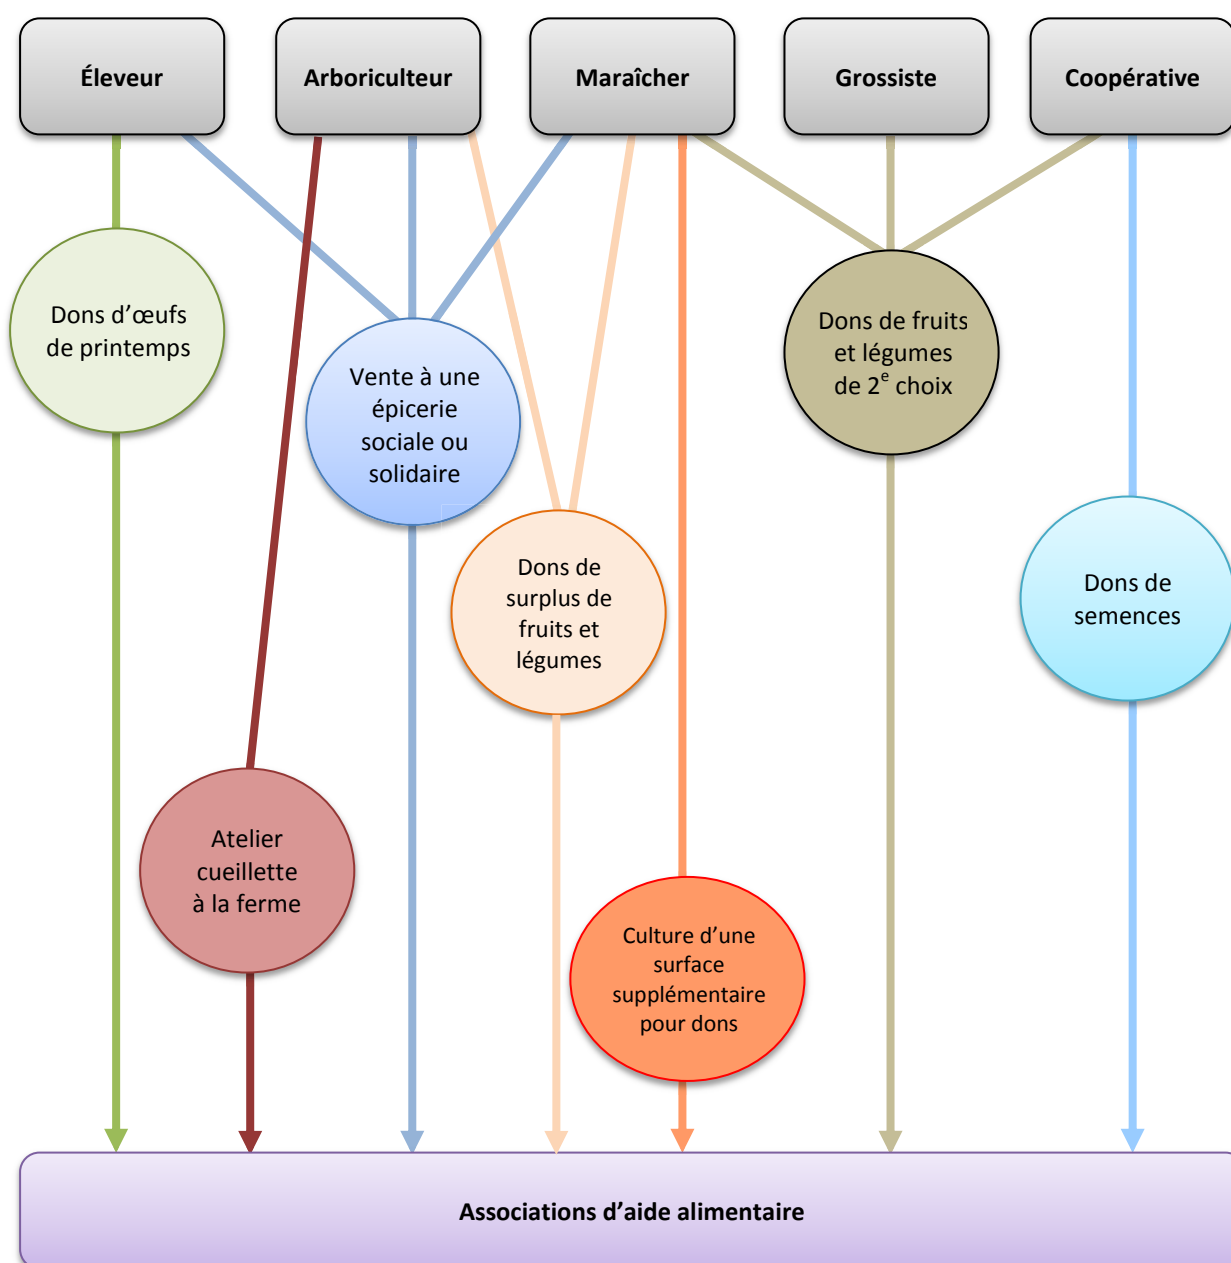 Éleveur
Arboriculteur
Maraîcher
Grossiste
Coopérative
Dons d’œufs
de printemps
Vente à une
épicerie
sociale ou
solidaire
Dons de fruits
et légumes
de 2e choix
Dons de
surplus de
fruits et
légumes
Dons de
semences
Atelier
cueillette
à la ferme
Culture d’une
surface
supplémentaire
pour dons
Associations d’aide alimentaire